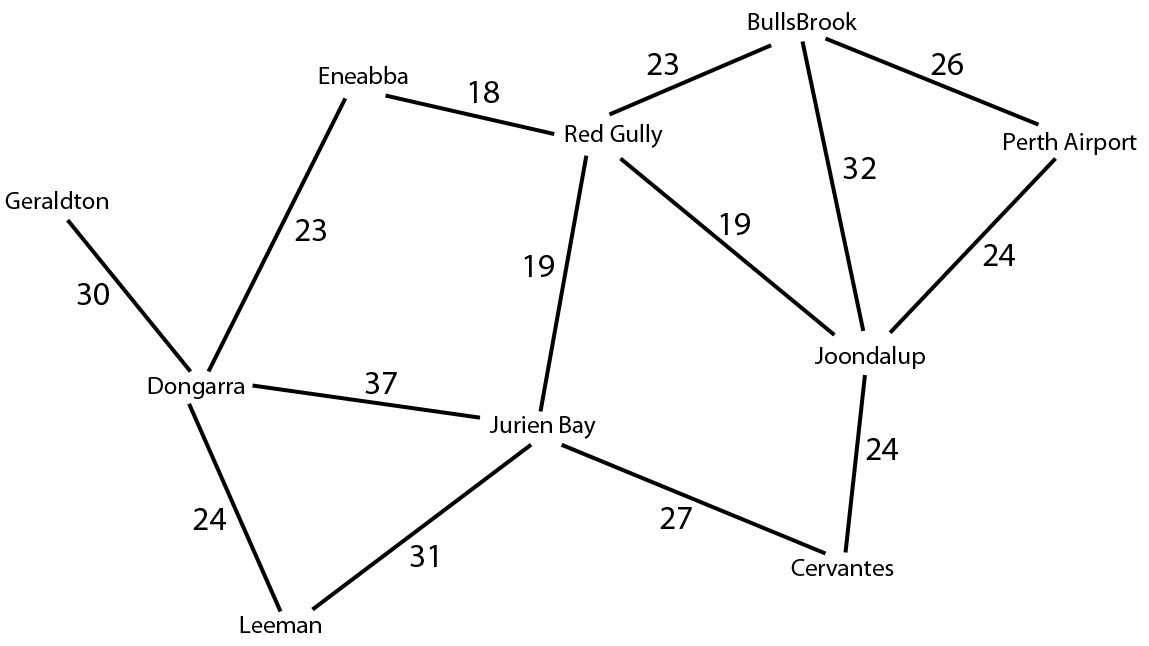 BullsBrook
23
26
Eneabba
18
Red Gully
Perth Airport
32
Geraldton
23
19
24
19
30
Joondalup
Dongarra
37
Jurien Bay
24
24
27
31
Cervantes
Leeman